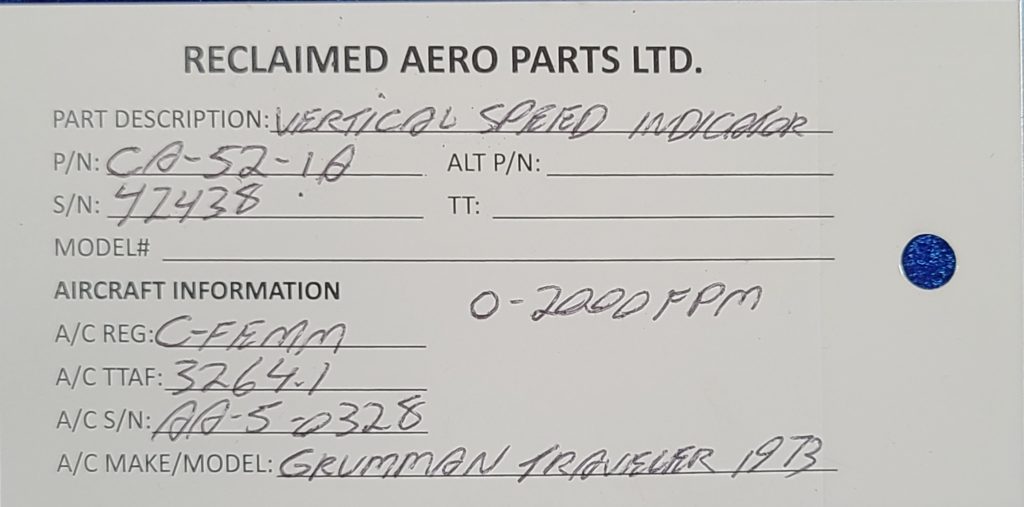 RECLAIMED AERO PARTS LTD.
PART DESCRIPTION: VERTICAL SPEED INDICATOR
P/N: CA-52-1A ALT P/N:
S/N: 47438 TT:
MODEL#
AIRCRAFT INFORMATION 0-2000 FPM
A/C REG: C-FEMM
A/C TTAF: 3264.1
A/C S/N: AA-5-0328
A/C MAKE/MODEL: GRUMMAN TRAVELER 1973